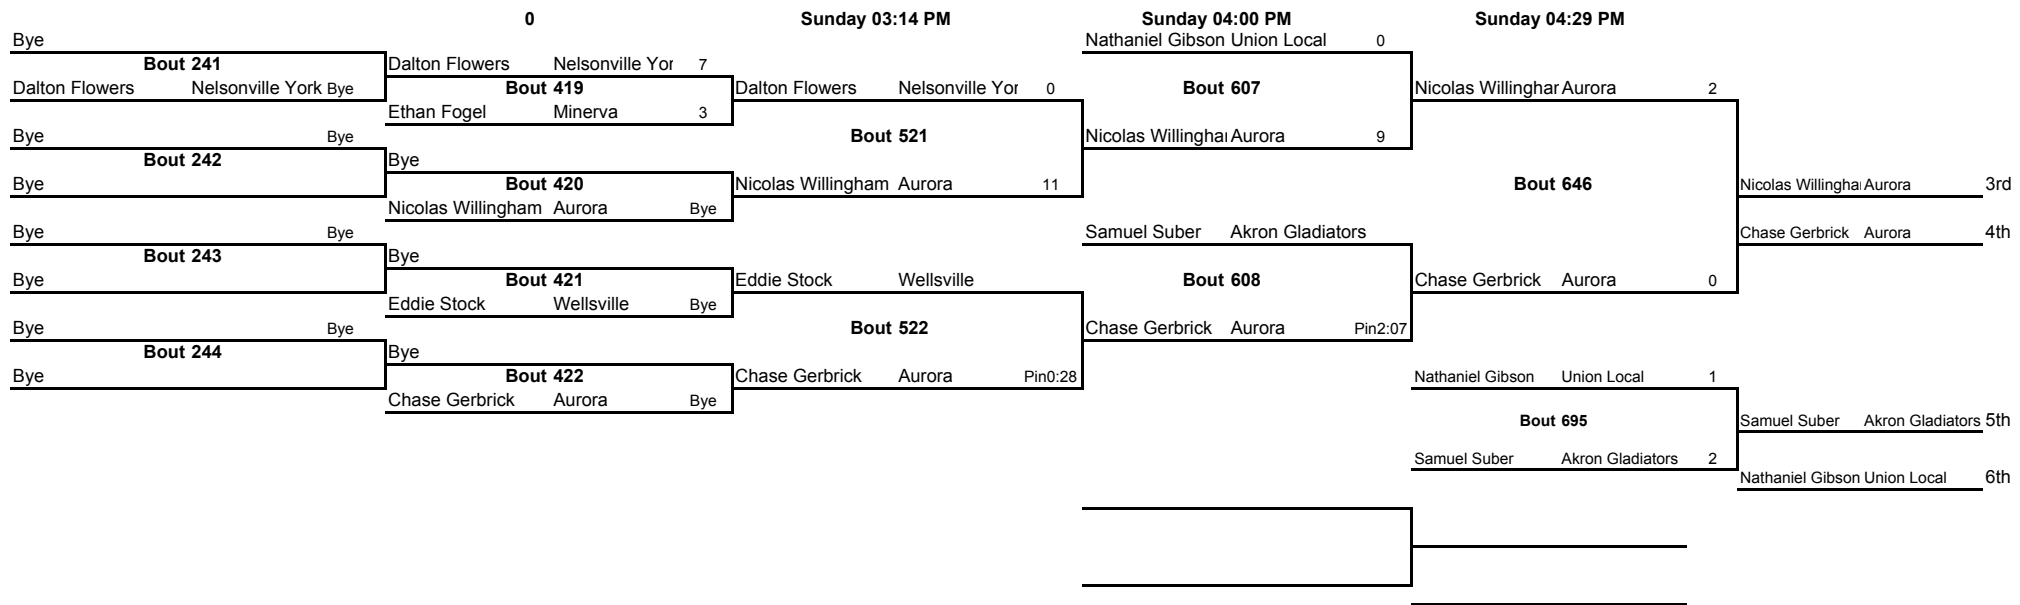 0 Sunday 03:14 PM Sunday 04:00 PM Sunday 04:29 PM
Bye Nathaniel Gibson Union Local 0
Bout 241 Dalton Flowers Nelsonville Yor 7
Dalton Flowers Nelsonville York Bye Bout 419 Dalton Flowers Nelsonville Yor 0 Bout 607 Nicolas Willinghar Aurora 2
Ethan Fogel Minerva 3
Bye Bye Bout 521 Nicolas Willingha Aurora 9
Bout 242 Bye
Bye Bout 420 Nicolas Willingham Aurora 11 Bout 646 Nicolas Willingha Aurora 3rd
Nicolas Willingham Aurora Bye
Bye Bye Samuel Suber Akron Gladiators Chase Gerbrick Aurora 4th
Bout 243 Bye
Bye Bout 421 Eddie Stock Wellsville Bout 608 Chase Gerbrick Aurora 0
Eddie Stock Wellsville Bye
Bye Bye Bout 522 Chase Gerbrick Aurora Pin2:07
Bout 244 Bye
Bye Bout 422 Chase Gerbrick Aurora Pin0:28 Nathaniel Gibson Union Local 1
Chase Gerbrick Aurora Bye
Bout 695 Samuel Suber Akron Gladiators 5th
Samuel Suber Akron Gladiators 2
Nathaniel Gibson Union Local 6th